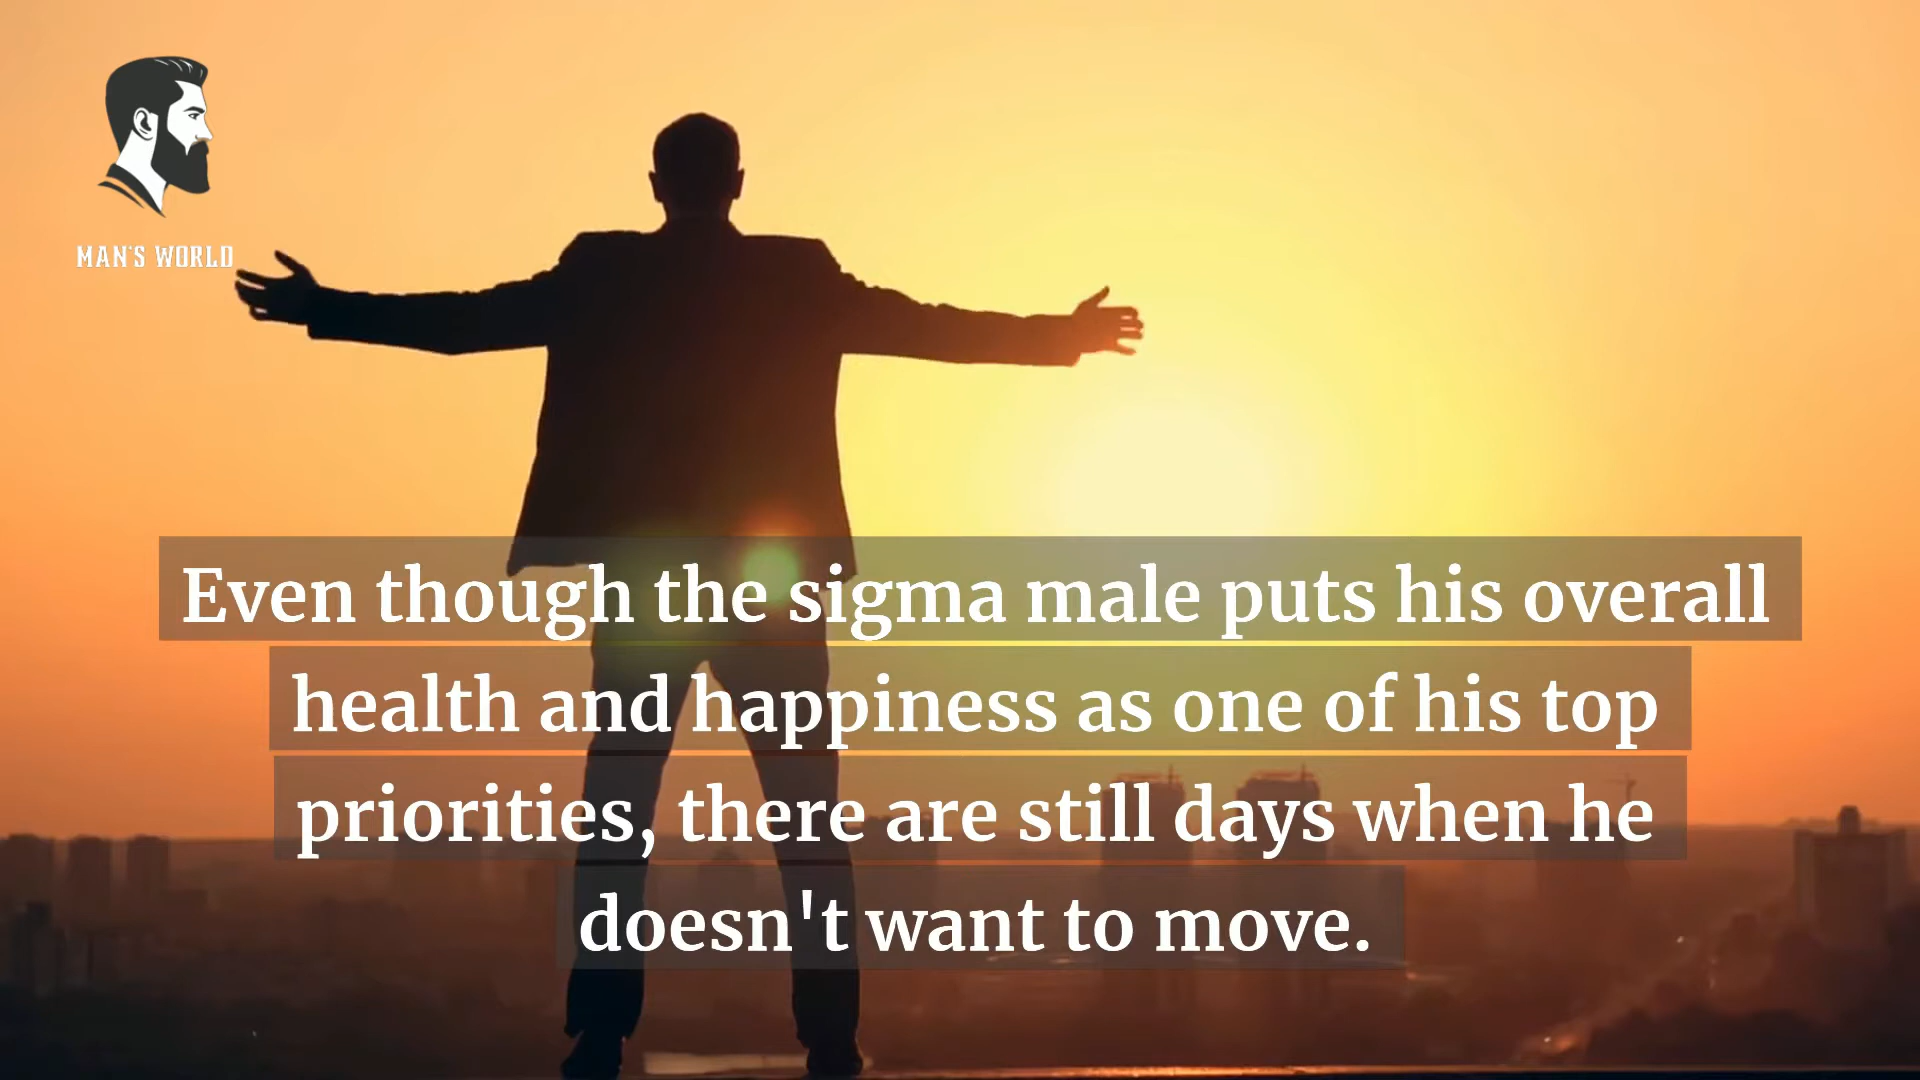 MAN'S WORLD
Even though the sigma male puts his overall
health and happiness as one of his top
priorities, there are still days when he
doesn't want to move.